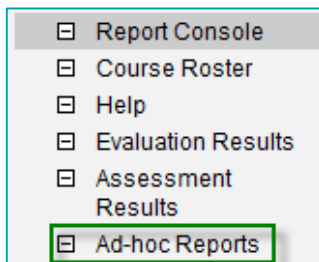 Report Console
Course Roster
Help
Evaluation Results
Assessment
Results
Ad-hoc Reports